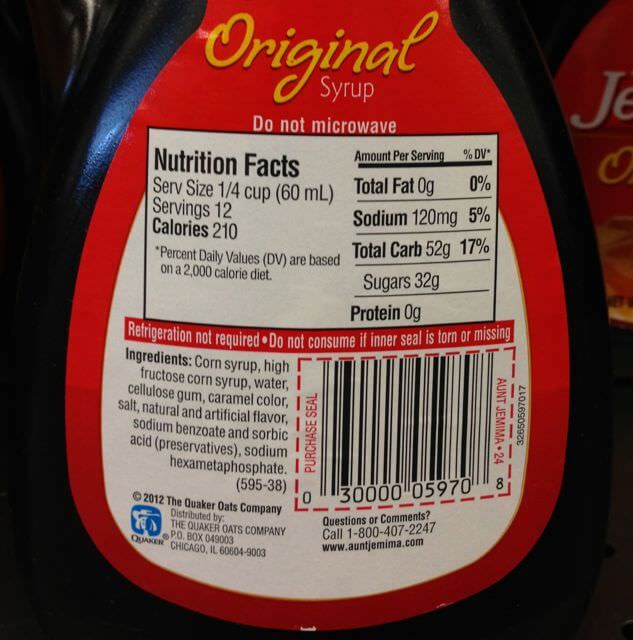 Original
Syrup
Do not microwave
Nutrition Facts
Serv Size 1/4 cup (60 mL)
Servings 12
Calories 210
*Percent Daily Values (DV) are based
on a 2,000 calorie diet.
Amount Per Serving % DV*
Total Fat 0g 0%
Sodium 120mg 5%
Total Carb 52g 17%
Sugars 32g
Protein 0g
Refrigeration not required • Do not consume if inner seal is torn or missing
Ingredients: Corn syrup, high
fructose corn syrup, water,
cellulose gum, caramel color,
salt, natural and artificial flavor,
sodium benzoate and sorbic
acid (preservatives), sodium
hexametaphosphate.
(595-38)
PURCHASE SEAL
AUNT JEMIMA • 24
32650597017
0 30000 05970 8
© 2012 The Quaker Oats Company
Distributed by:
THE QUAKER OATS COMPANY
P.O. BOX 049003
CHICAGO, IL 60604-9003
QUAKER®
Questions or Comments?
Call 1-800-407-2247
www.auntjemima.com
Je